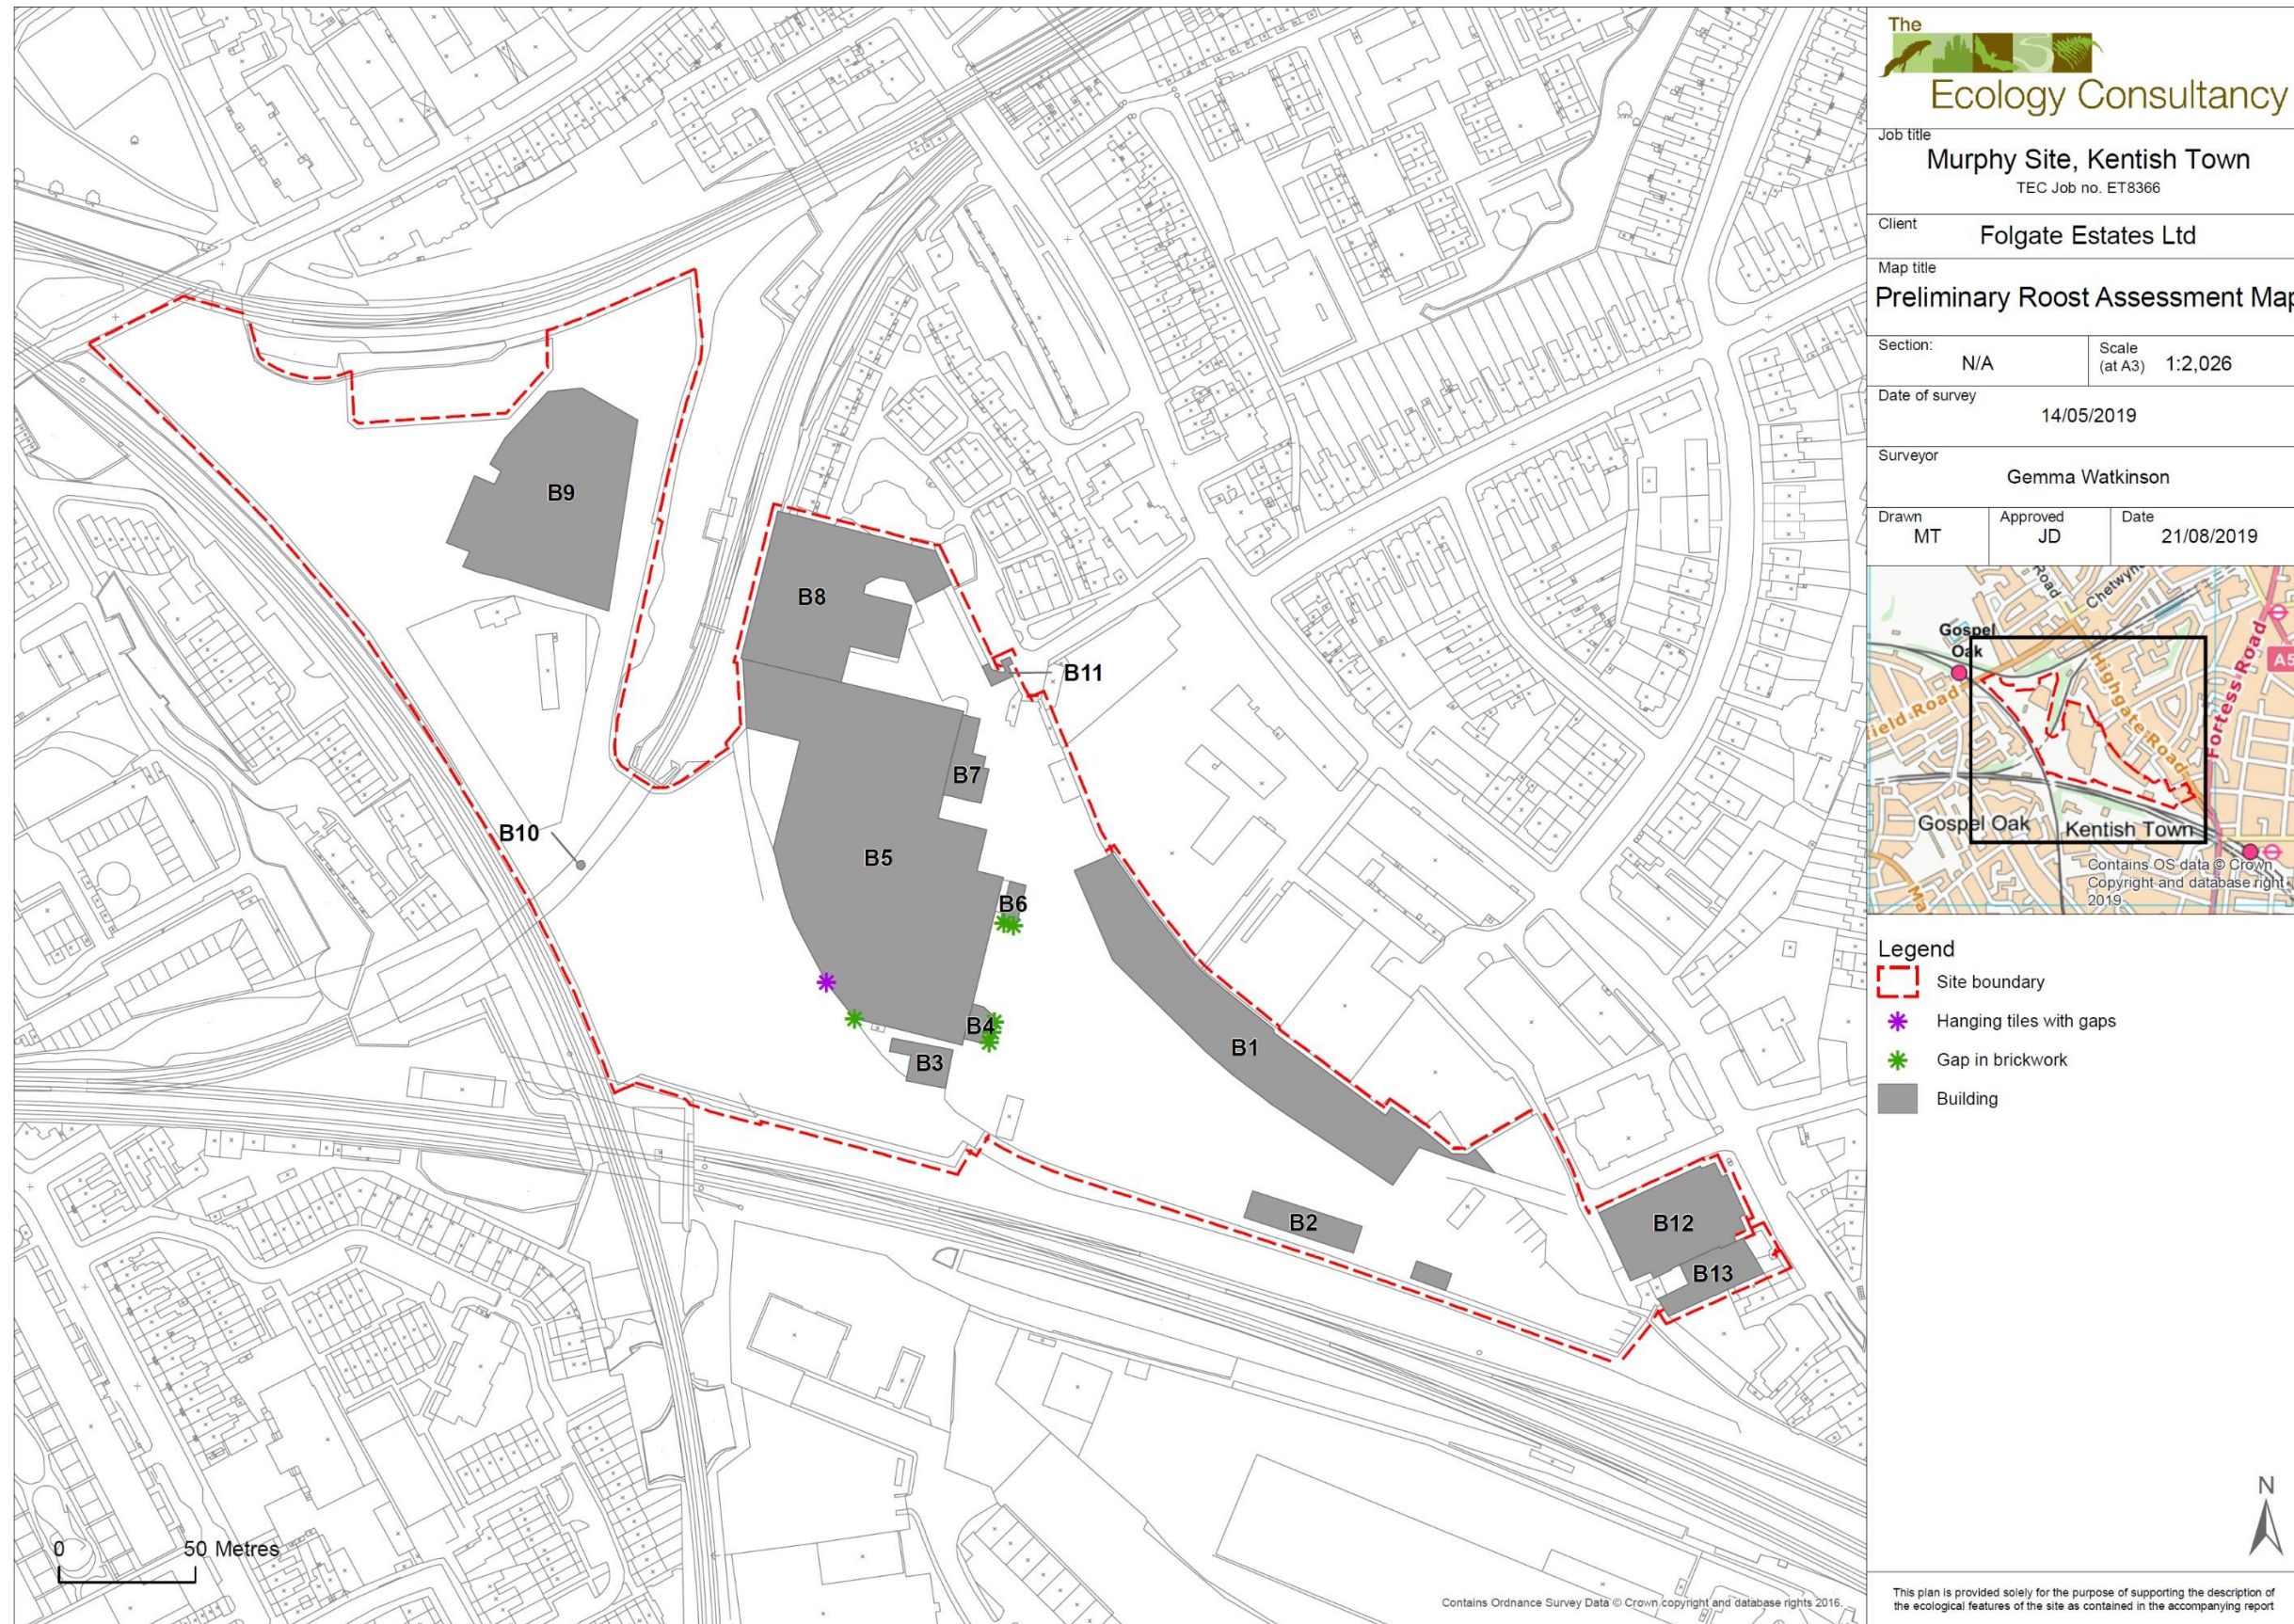 The
Ecology Consultancy
Job title
Murphy Site, Kentish Town
TEC Job no. ET8366
Client
Folgate Estates Ltd
Map title
Preliminary Roost Assessment Map
Section:
N/A
Scale
(at A3) 1:2,026
Date of survey
14/05/2019
Surveyor
Gemma Watkinson
Drawn
MT
Approved
JD
Date
21/08/2019
Road
Chetwyn
Gospel
Oak
Highgate Road
Fortess Road
A5
ield Road
Gospel Oak
Kentish Town
Ma
Contains OS data © Crown
Copyright and database right
2019
Legend
Site boundary
Hanging tiles with gaps
Gap in brickwork
Building
N
This plan is provided solely for the purpose of supporting the description of
the ecological features of the site as contained in the accompanying report
B9
B8
B11
B7
B10
B5
B6
B4
B3
B1
B2
B12
B13
0 50 Metres
Contains Ordnance Survey Data © Crown copyright and database rights 2016.